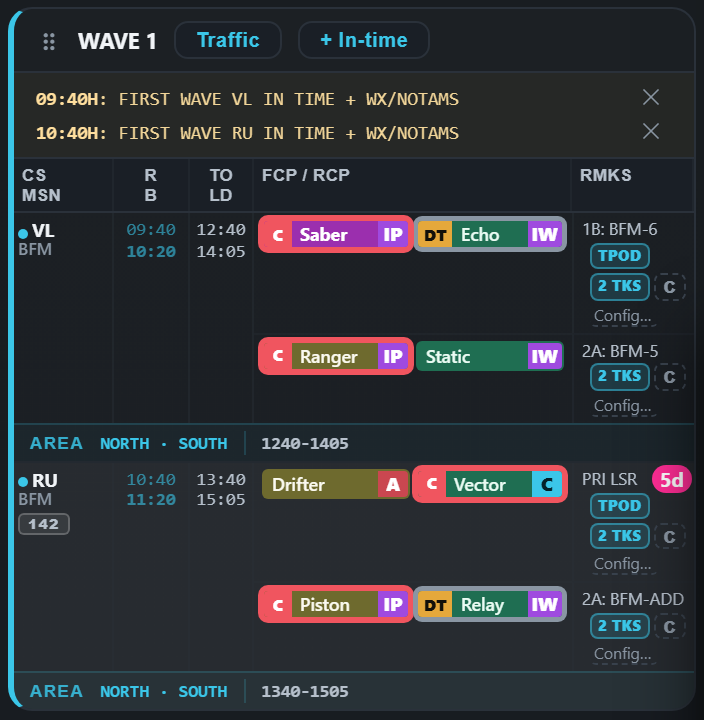 WAVE 1 Traffic + In-time
09:40H: FIRST WAVE VL IN TIME + WX/NOTAMS
10:40H: FIRST WAVE RU IN TIME + WX/NOTAMS
CS R TO FCP / RCP RMKS
MSN B LD
VL 09:40 12:40 C Saber IP DT Echo IW 1B: BFM-6
BFM 10:20 14:05 TPOD
2 TKS C
Config...
C Ranger IP Static IW 2A: BFM-5
2 TKS C
Config...
AREA NORTH · SOUTH 1240-1405
RU 10:40 13:40 Drifter A C Vector C PRI LSR 5d
BFM 11:20 15:05 TPOD
142 2 TKS C
Config...
C Piston IP DT Relay IW 2A: BFM-ADD
2 TKS C
Config...
AREA NORTH · SOUTH 1340-1505